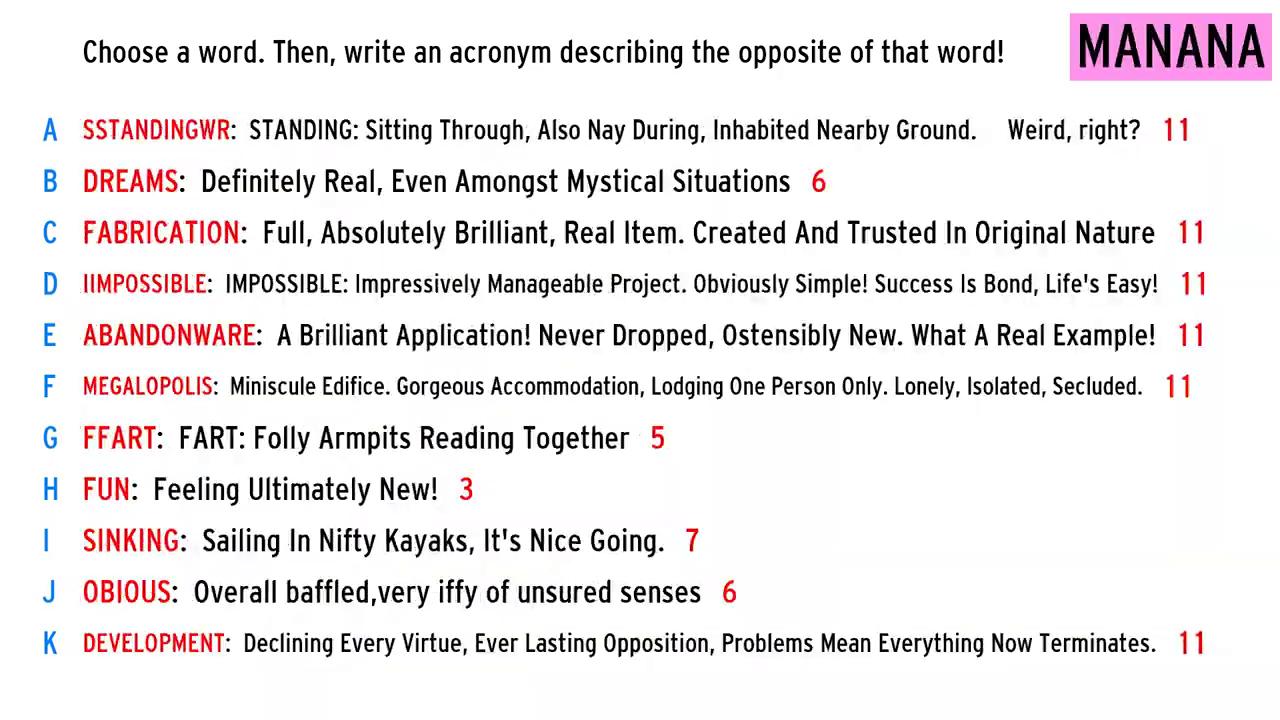 Choose a word. Then, write an acronym describing the opposite of that word!
MANANA
A SSTANDINGWR: STANDING: Sitting Through, Also Nay During, Inhabited Nearby Ground. Weird, right? 11
B DREAMS: Definitely Real, Even Amongst Mystical Situations 6
C FABRICATION: Full, Absolutely Brilliant, Real Item. Created And Trusted In Original Nature 11
D IIMPOSSIBLE: IMPOSSIBLE: Impressively Manageable Project. Obviously Simple! Success Is Bond, Life's Easy! 11
E ABANDONWARE: A Brilliant Application! Never Dropped, Ostensibly New. What A Real Example! 11
F MEGALOPOLIS: Miniscule Edifice. Gorgeous Accommodation, Lodging One Person Only. Lonely, Isolated, Secluded. 11
G FFART: FART: Folly Armpits Reading Together 5
H FUN: Feeling Ultimately New! 3
I SINKING: Sailing In Nifty Kayaks, It's Nice Going. 7
J OBIOUS: Overall baffled,very iffy of unsured senses 6
K DEVELOPMENT: Declining Every Virtue, Ever Lasting Opposition, Problems Mean Everything Now Terminates. 11